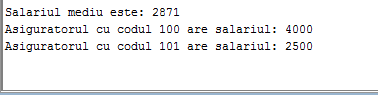 Salariul mediu este: 2871
Asiguratorul cu codul 100 are salariul: 4000
Asiguratorul cu codul 101 are salariul: 2500